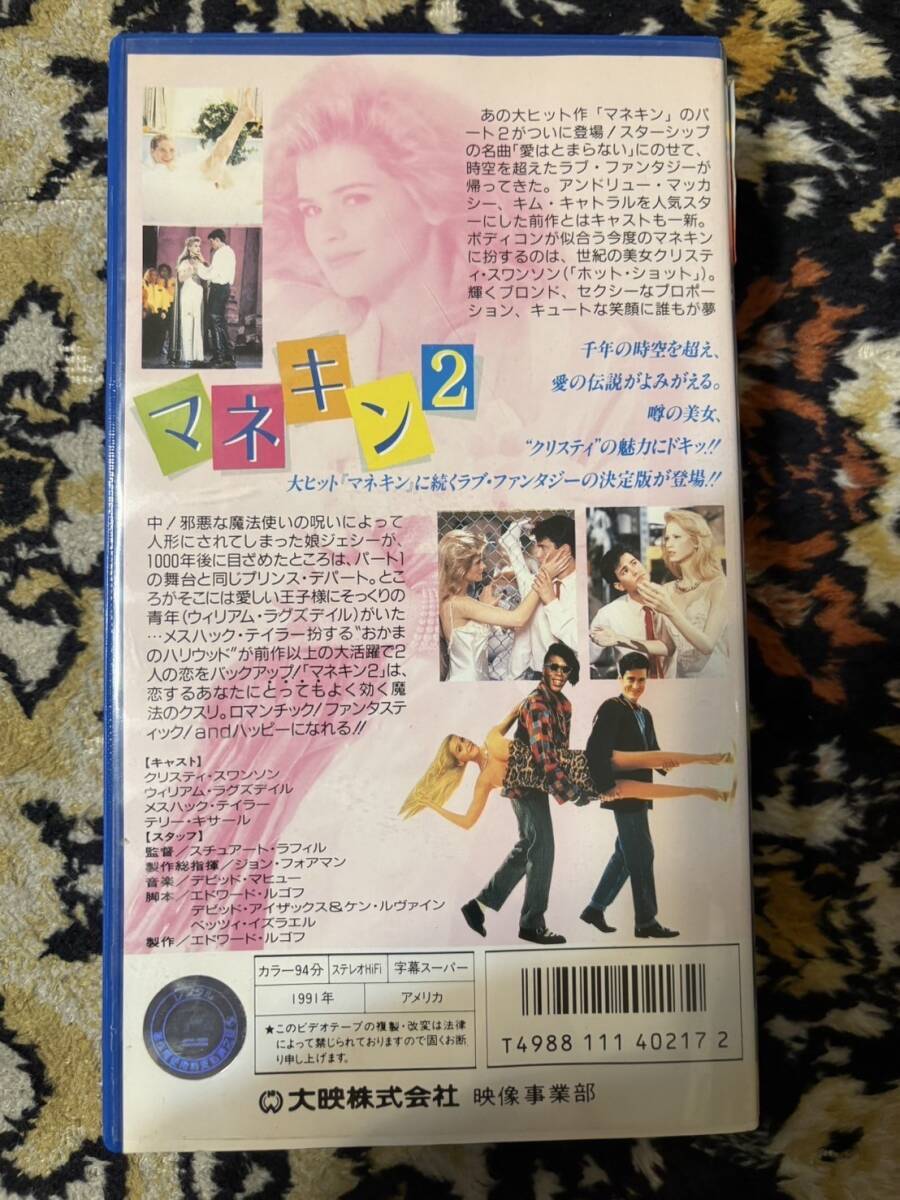 あの大ヒット作「マネキン」のパ
ート2がついに登場!スターシップ
の名曲「愛はとまらない」にのせて、
時空を超えたラブ・ファンタジーが
帰ってきた。アンドリュー・マッカ
シー、キム・キャトラルを人気スタ
ーにした前作とはキャストも一新。
ボディコンが似合う今度のマネキン
に扮するのは、世紀の美女クリステ
ィ・スワンソン(「ホット・ショット」)。
輝くブロンド、セクシーなプロポー
ション、キュートな笑顔に誰もが夢
マネキン2
千年の時空を超え、
愛の伝説がよみがえる。
噂の美女、
“クリスティ”の魅力にドキッ!!
大ヒット『マネキン』に続くラブ・ファンタジーの決定版が登場!!
中!邪悪な魔法使いの呪いによって
人形にされてしまった娘ジェシーが、
1000年後に目ざめたところは、パート1
の舞台と同じプリンス・デパート。とこ
ろがそこには愛しい王子様にそっくりの
青年(ウィリアム・ラグズデイル)がいた
…メスハック・テイラー扮する“おかま
のハリウッド”が前作以上の大活躍で2
人の恋をバックアップ!「マネキン2」は、
恋するあなたにとってもよく効く魔
法のクスリ。ロマンチック!ファンタステ
ィック!andハッピーになれる!!
【キャスト】
クリスティ・スワンソン
ウィリアム・ラグズデイル
メスハック・テイラー
テリー・キサール
【スタッフ】
監督/スチュアート・ラフィル
製作総指揮/ジョン・フォアマン
音楽/デビッド・マヒュー
脚本/エドワード・ルゴフ
デビッド・アイザックス&ケン・ルヴァイン
ベッツィ・イズラエル
製作/エドワード・ルゴフ
カラー94分 ステレオHiFi 字幕スーパー
1991年 アメリカ
★このビデオテープの複製・改変は法律
によって禁じられておりますので固くお断
り申し上げます。
T4988 111 40217 2
大映株式会社 映像事業部